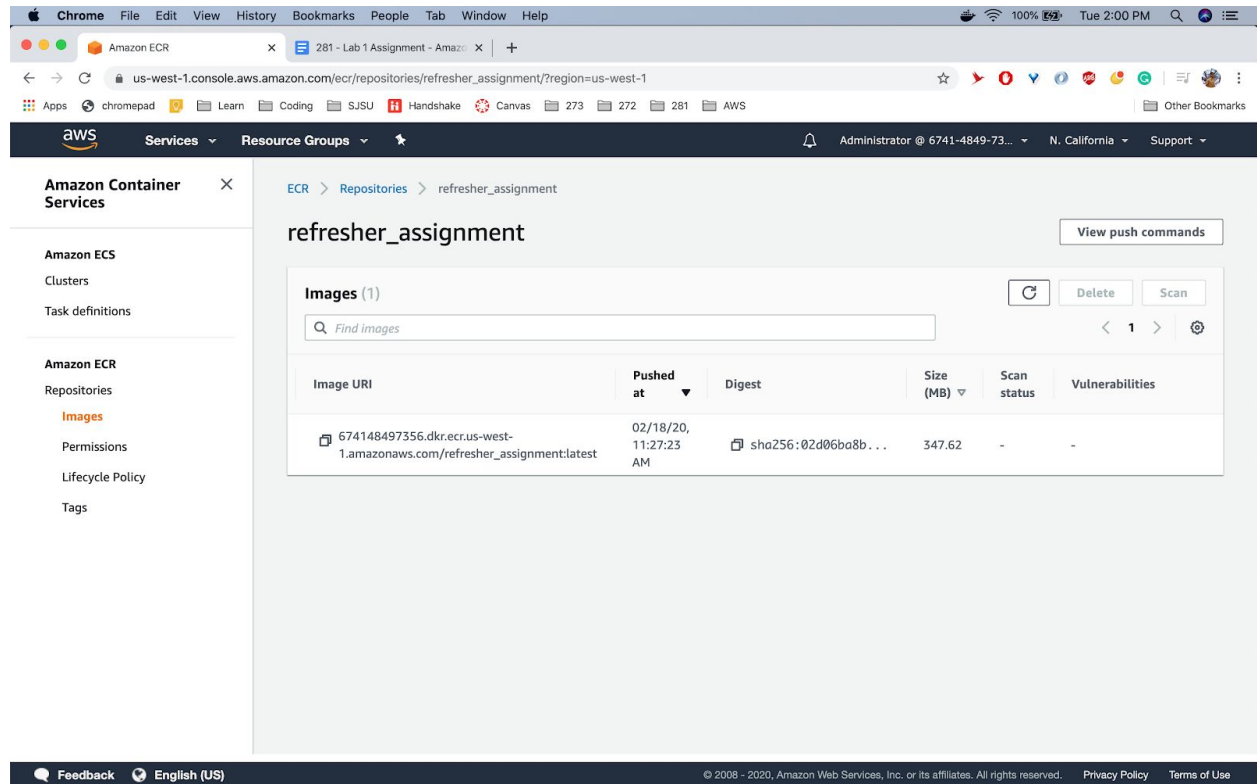 Chrome File Edit View History Bookmarks People Tab Window Help 100% Tue 2:00 PM
Amazon ECR
281 - Lab 1 Assignment - Amazo
us-west-1.console.aws.amazon.com/ecr/repositories/refresher_assignment/?region=us-west-1
Apps chromepad Learn Coding SJSU Handshake Canvas 273 272 281 AWS Other Bookmarks
aws Services Resource Groups Administrator @ 6741-4849-73... N. California Support
Amazon Container
Services
Amazon ECS
Clusters
Task definitions
Amazon ECR
Repositories
Images
Permissions
Lifecycle Policy
Tags
ECR > Repositories > refresher_assignment
refresher_assignment
View push commands
Images (1)
Delete Scan
Find images
< 1 >
Image URI
Pushed
at
Digest
Size
(MB)
Scan
status
Vulnerabilities
674148497356.dkr.ecr.us-west-
1.amazonaws.com/refresher_assignment:latest
02/18/20,
11:27:23
AM
sha256:02d06ba8b...
347.62
-
-
Feedback English (US) © 2008 - 2020, Amazon Web Services, Inc. or its affiliates. All rights reserved. Privacy Policy Terms of Use